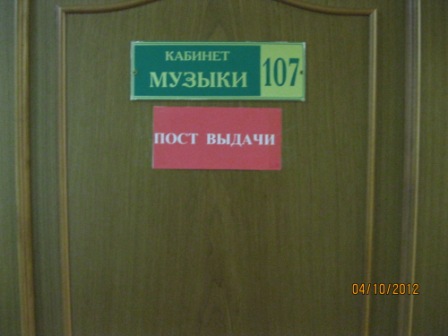 КАБИНЕТ
МУЗЫКИ 107
ПОСТ ВЫДАЧИ
04/10/2012